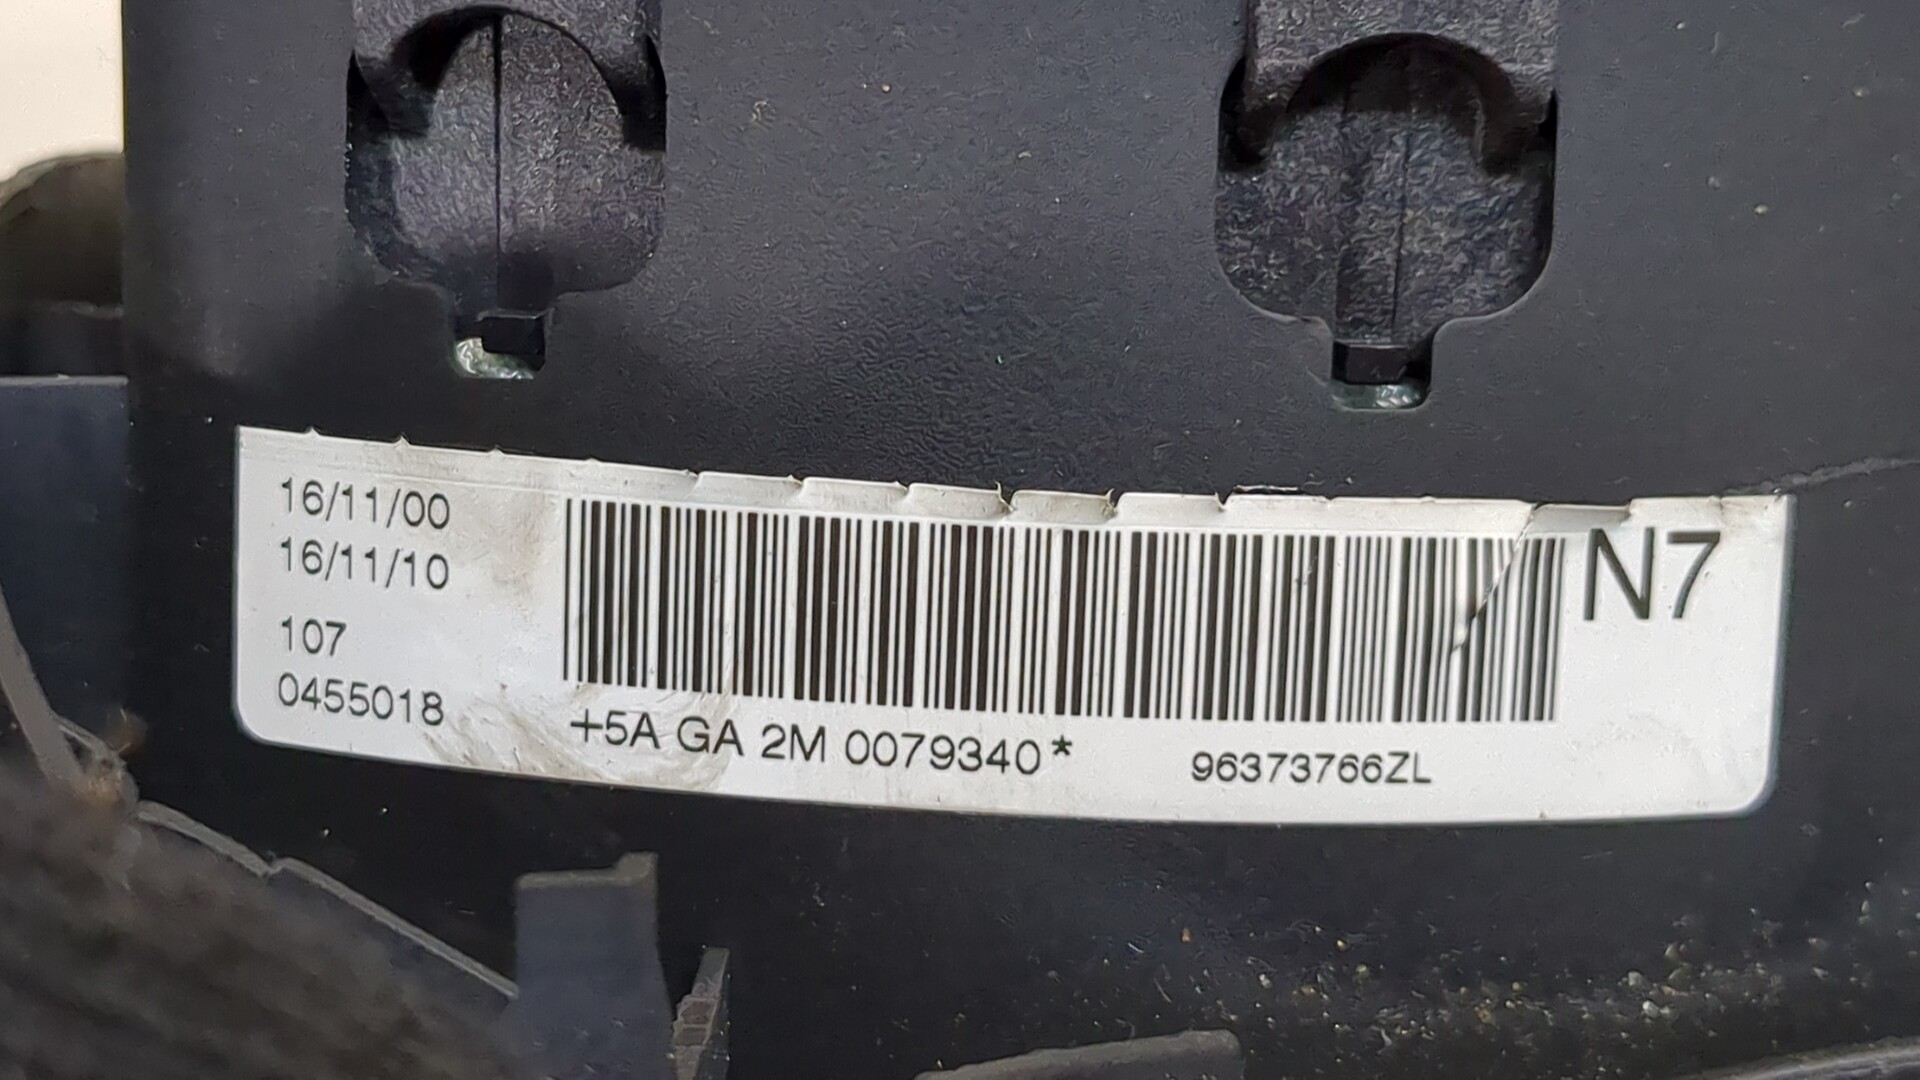 16/11/00
16/11/10
107
0455018
N7
+5A GA 2M 0079340*
96373766ZL